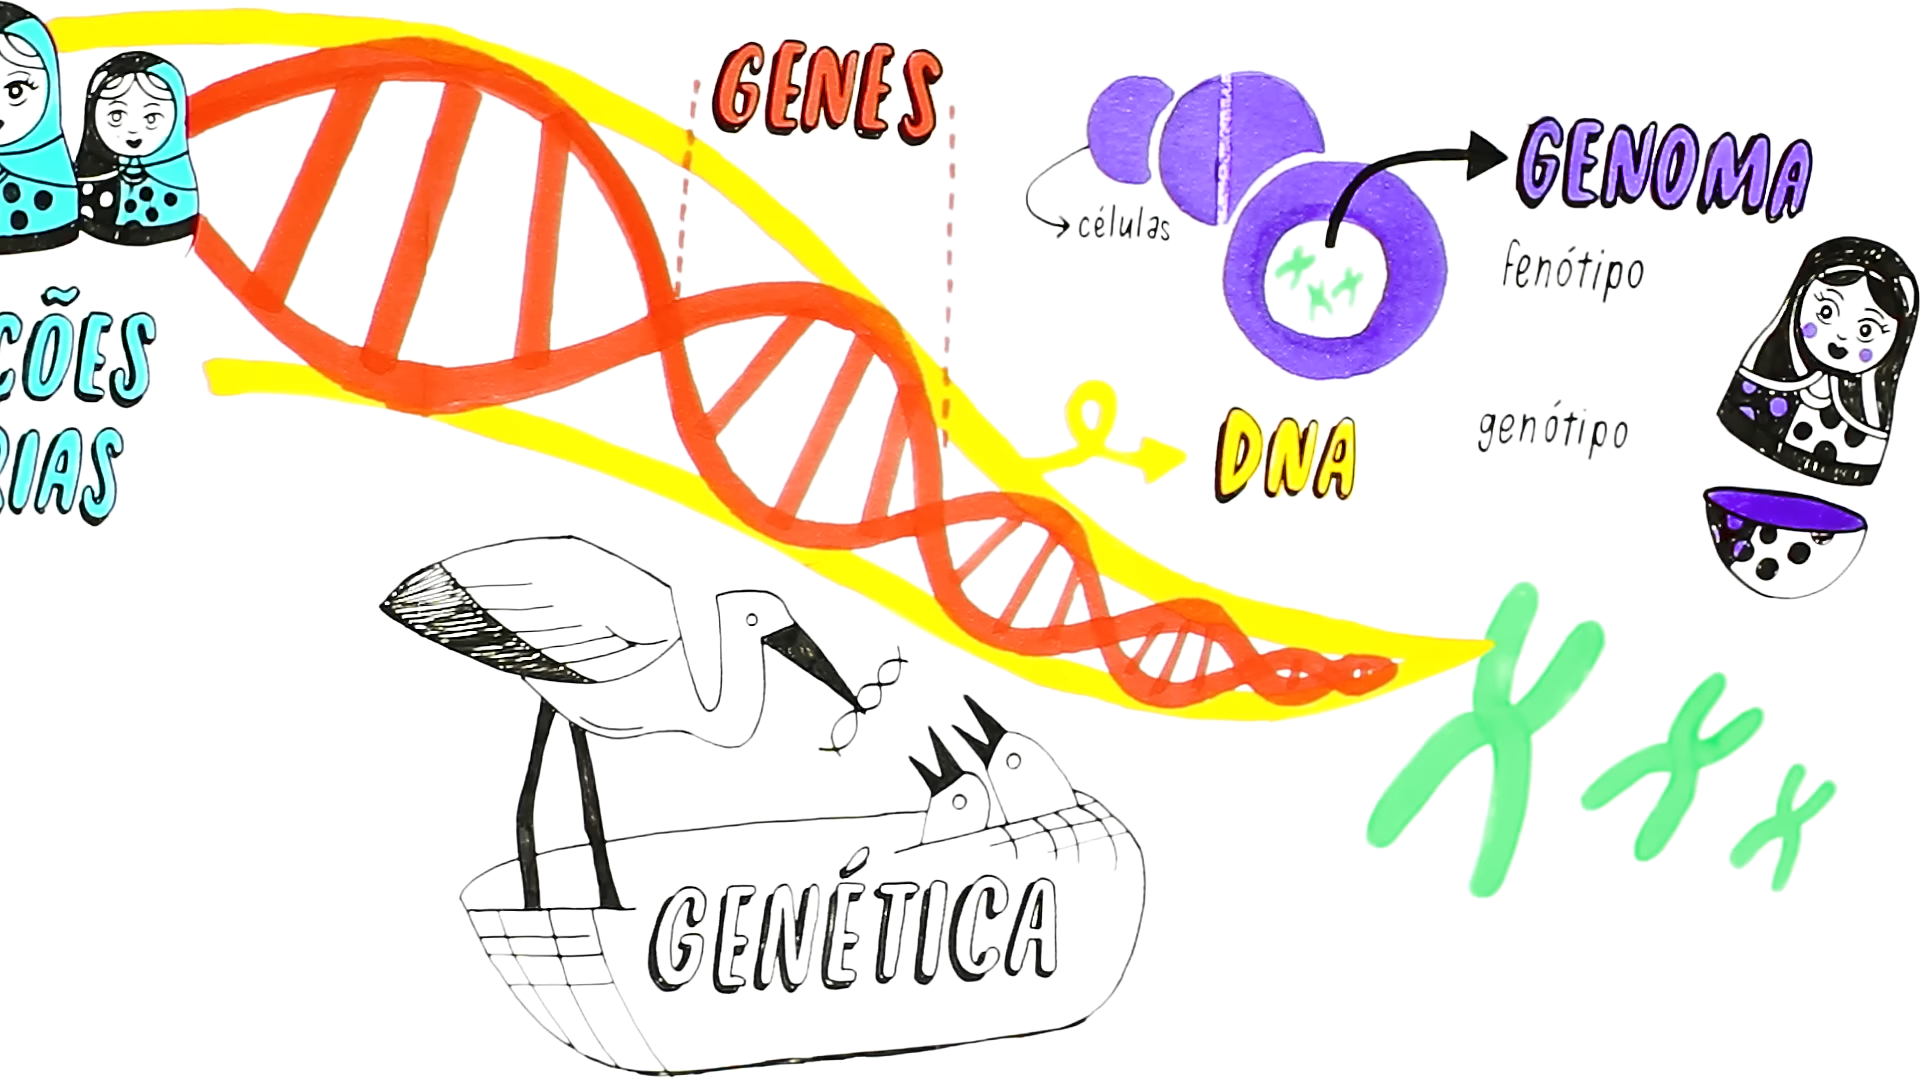 GENES
células
GENOMA
fenótipo
DNA
genótipo
GENÉTICA